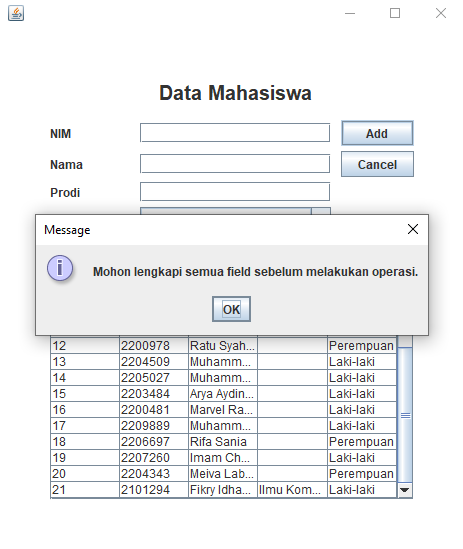 Data Mahasiswa
NIM Add
Nama Cancel
Prodi
Message
Mohon lengkapi semua field sebelum melakukan operasi.
OK
12 2200978 Ratu Syah... Perempuan
13 2204509 Muhamm... Laki-laki
14 2205027 Muhamm... Laki-laki
15 2203484 Arya Aydin... Laki-laki
16 2200481 Marvel Ra... Laki-laki
17 2209889 Muhamm... Laki-laki
18 2206697 Rifa Sania Perempuan
19 2207260 Imam Ch... Laki-laki
20 2204343 Meiva Lab... Perempuan
21 2101294 Fikry Idha... Ilmu Kom... Laki-laki